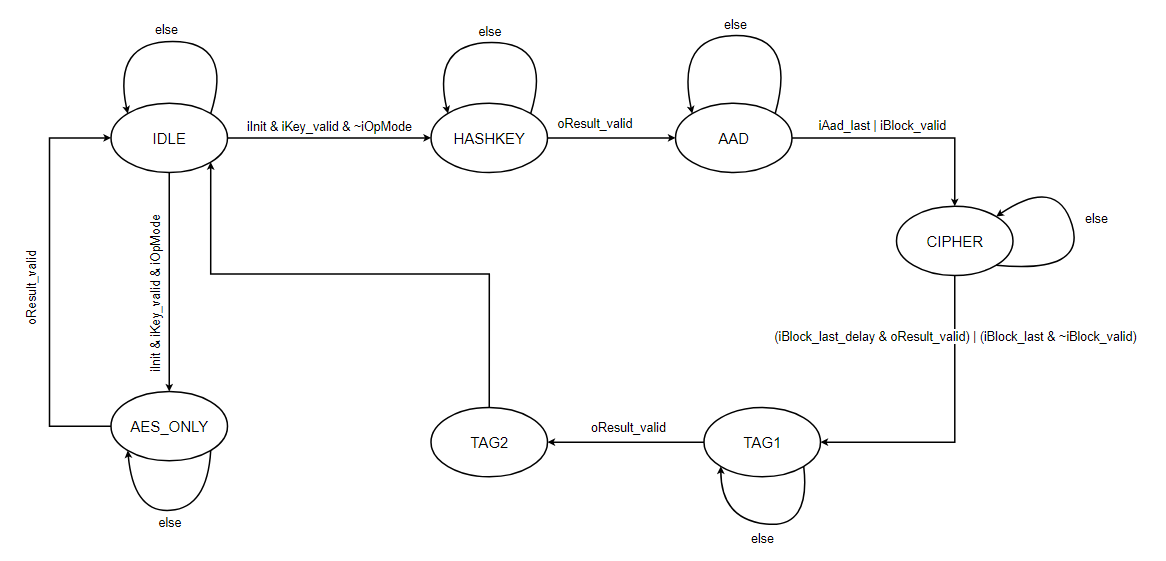 else
else
else
IDLE
iInit & iKey_valid & ~iOpMode
HASHKEY
oResult_valid
AAD
iAad_last | iBlock_valid
CIPHER
else
oResult_valid
iInit & iKey_valid & iOpMode
(iBlock_last_delay & oResult_valid) | (iBlock_last & ~iBlock_valid)
AES_ONLY
TAG2
oResult_valid
TAG1
else
else